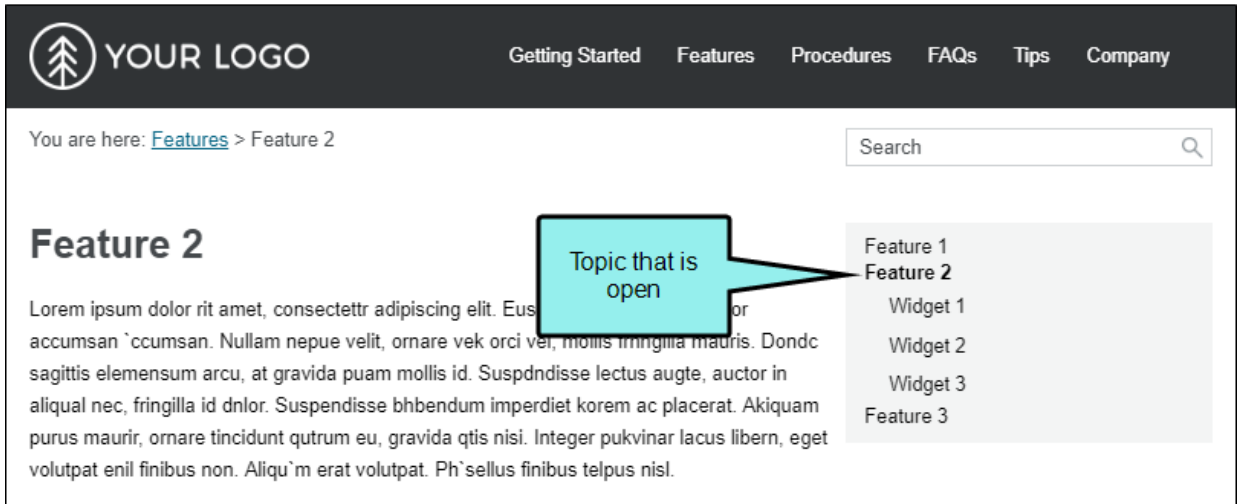 YOUR LOGO
Getting Started Features Procedures FAQs Tips Company
You are here: Features > Feature 2
Search
Feature 2
Topic that is
open
Feature 1
Feature 2
Widget 1
Widget 2
Widget 3
Feature 3
Lorem ipsum dolor rit amet, consectettr adipiscing elit. Eus or
accumsan `ccumsan. Nullam nepue velit, ornare vek orci vel, mollis mauris. Dondc
sagittis elemensum arcu, at gravida puam mollis id. Suspdndisse lectus augte, auctor in
aliqual nec, fringilla id dnlor. Suspendisse bhbendum imperdiet korem ac placerat. Akiquam
purus maurir, ornare tincidunt qutrum eu, gravida qtis nisi. Integer pukvinar lacus libern, eget
volutpat enil finibus non. Aliqu`m erat volutpat. Ph`sellus finibus telpus nisl.